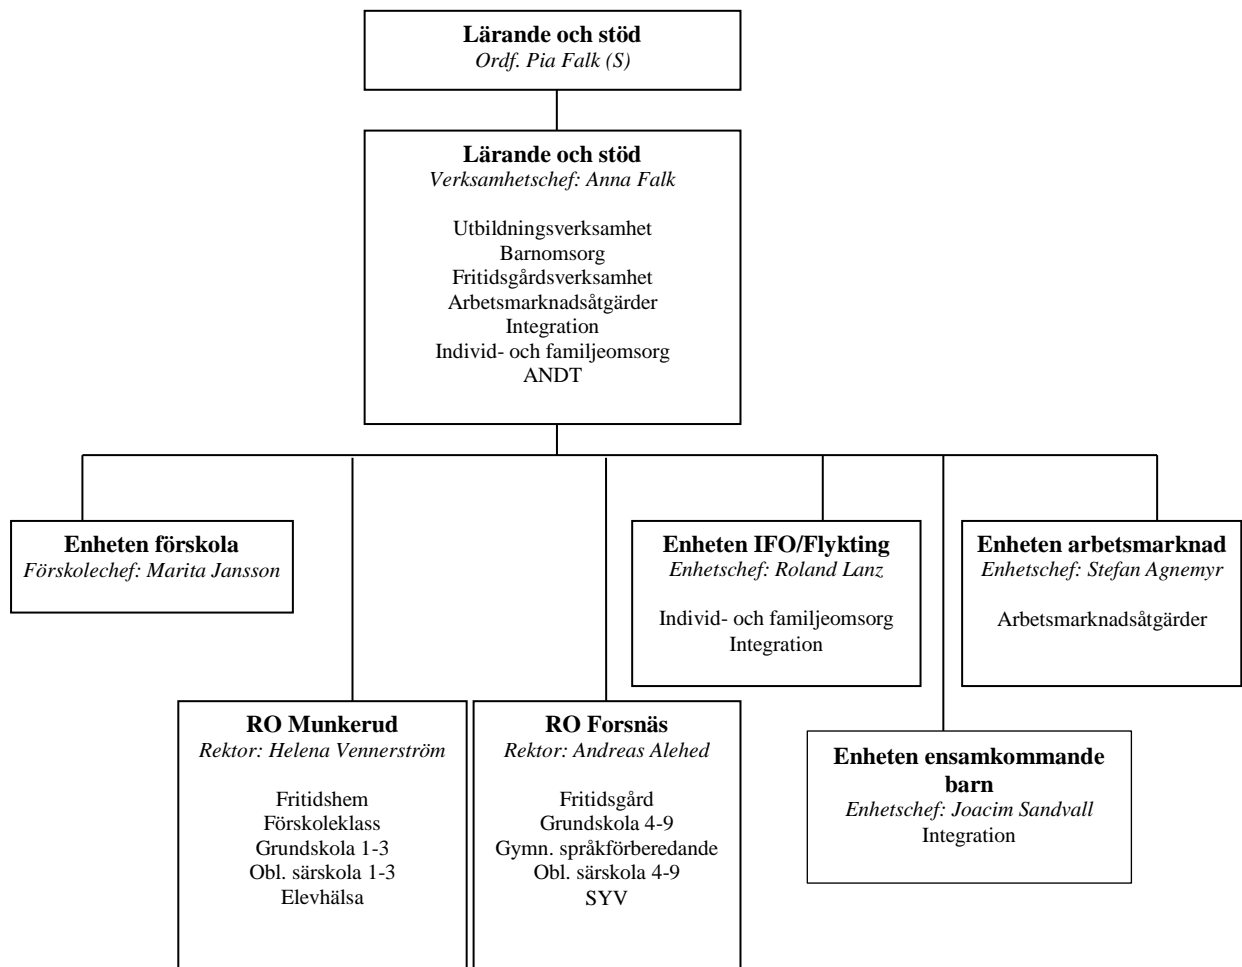 Lärande och stöd
Ordf. Pia Falk (S)
Lärande och stöd
Verksamhetschef: Anna Falk
Utbildningsverksamhet
Barnomsorg
Fritidsgårdsverksamhet
Arbetsmarknadsåtgärder
Integration
Individ- och familjeomsorg
ANDT
Enheten förskola
Förskolechef: Marita Jansson
Enheten IFO/Flykting
Enhetschef: Roland Lanz
Individ- och familjeomsorg
Integration
Enheten arbetsmarknad
Enhetschef: Stefan Agnemyr
Arbetsmarknadsåtgärder
RO Munkerud
Rektor: Helena Vennerström
Fritidshem
Förskoleklass
Grundskola 1-3
Obl. särskola 1-3
Elevhälsa
RO Forsnäs
Rektor: Andreas Alehed
Fritidsgård
Grundskola 4-9
Gymn. språkförberedande
Obl. särskola 4-9
SYV
Enheten ensamkommande
barn
Enhetschef: Joacim Sandvall
Integration